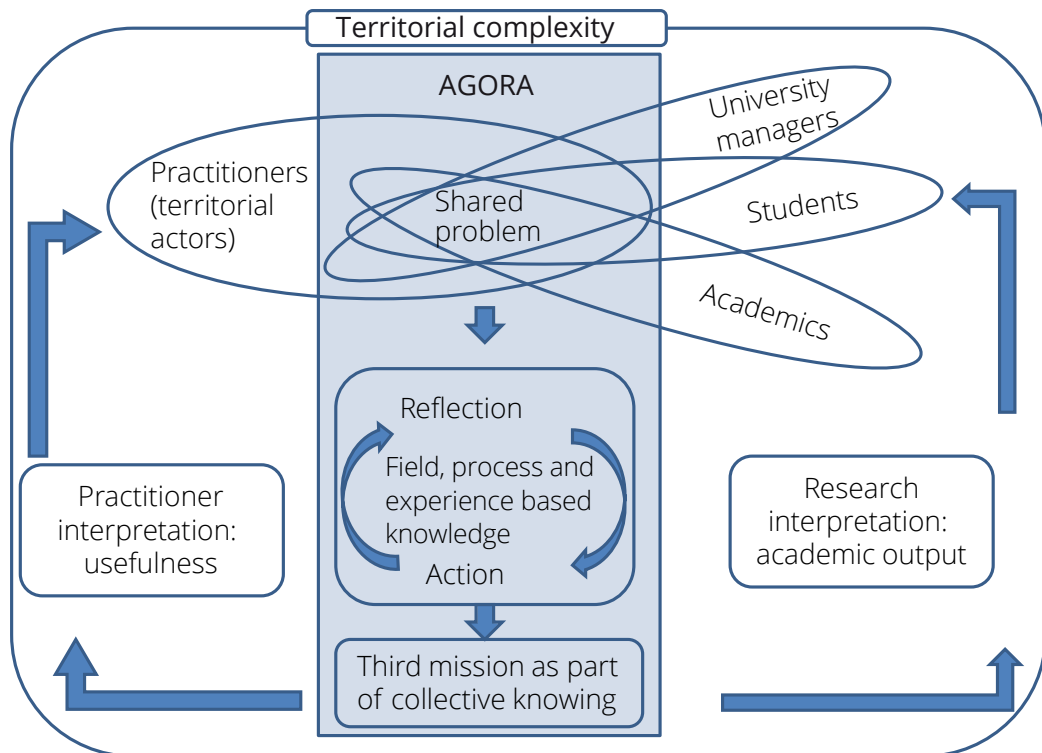 Territorial complexity
AGORA
University
managers
Practitioners
(territorial
actors)
Shared
problem
Students
Academics
Reflection
Field, process and
experience based
knowledge
Action
Practitioner
interpretation:
usefulness
Research
interpretation:
academic output
Third mission as part
of collective knowing